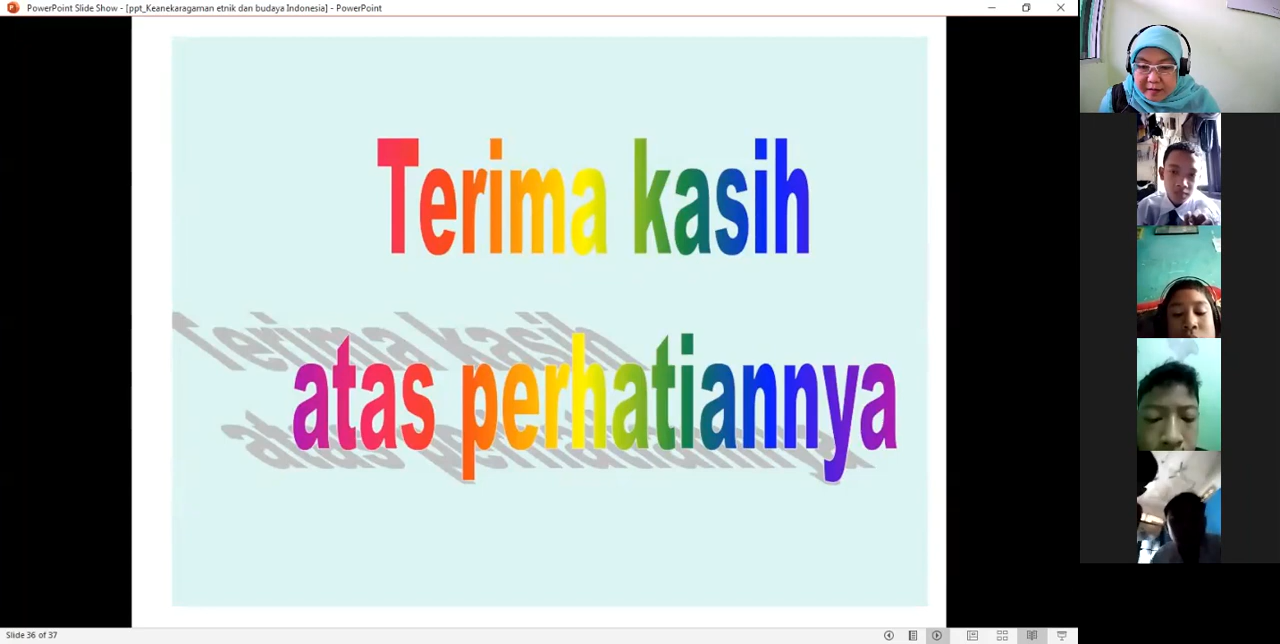 PowerPoint Slide Show - [ppt_Keanekaragaman etnik dan budaya Indonesia] - PowerPoint
Terima kasih
atas perhatiannya
Slide 36 of 37